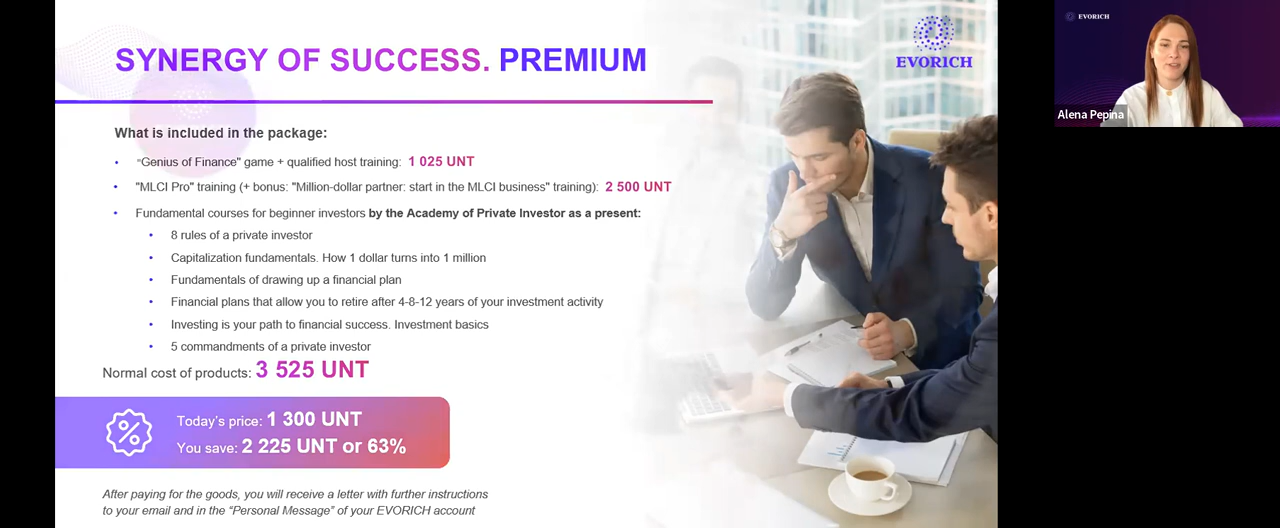 SYNERGY OF SUCCESS. PREMIUM
EVORICH
What is included in the package:
• "Genius of Finance" game + qualified host training: 1 025 UNT
• "MLCI Pro" training (+ bonus: "Million-dollar partner: start in the MLCI business" training): 2 500 UNT
• Fundamental courses for beginner investors by the Academy of Private Investor as a present:
• 8 rules of a private investor
• Capitalization fundamentals. How 1 dollar turns into 1 million
• Fundamentals of drawing up a financial plan
• Financial plans that allow you to retire after 4-8-12 years of your investment activity
• Investing is your path to financial success. Investment basics
• 5 commandments of a private investor
Normal cost of products: 3 525 UNT
Today's price: 1 300 UNT
You save: 2 225 UNT or 63%
After paying for the goods, you will receive a letter with further instructions
to your email and in the “Personal Message” of your EVORICH account
EVORICH
Alena Pepina